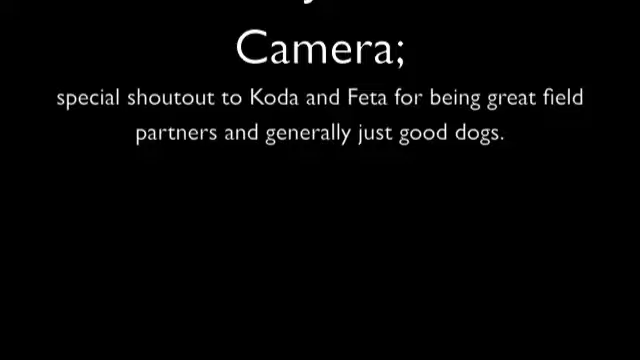 Camera;
special shoutout to Koda and Feta for being great field
partners and generally just good dogs.